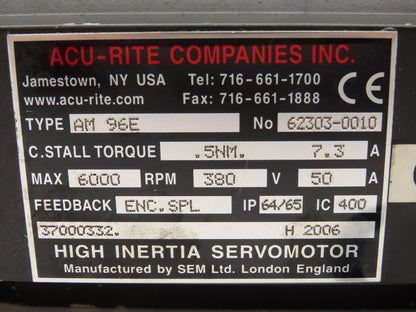 ACU-RITE COMPANIES INC.
Jamestown, NY USA Tel: 716-661-1700
www.acu-rite.com Fax: 716-661-1888 CE
TYPE AM 96E No 62303-0010
C.STALL TORQUE .5NM. 7.3 A
MAX 6000 RPM 380 V 50 A
FEEDBACK ENC.SPL IP 64/65 IC 400
37000332. H 2006
HIGH INERTIA SERVOMOTOR
Manufactured by SEM Ltd. London England